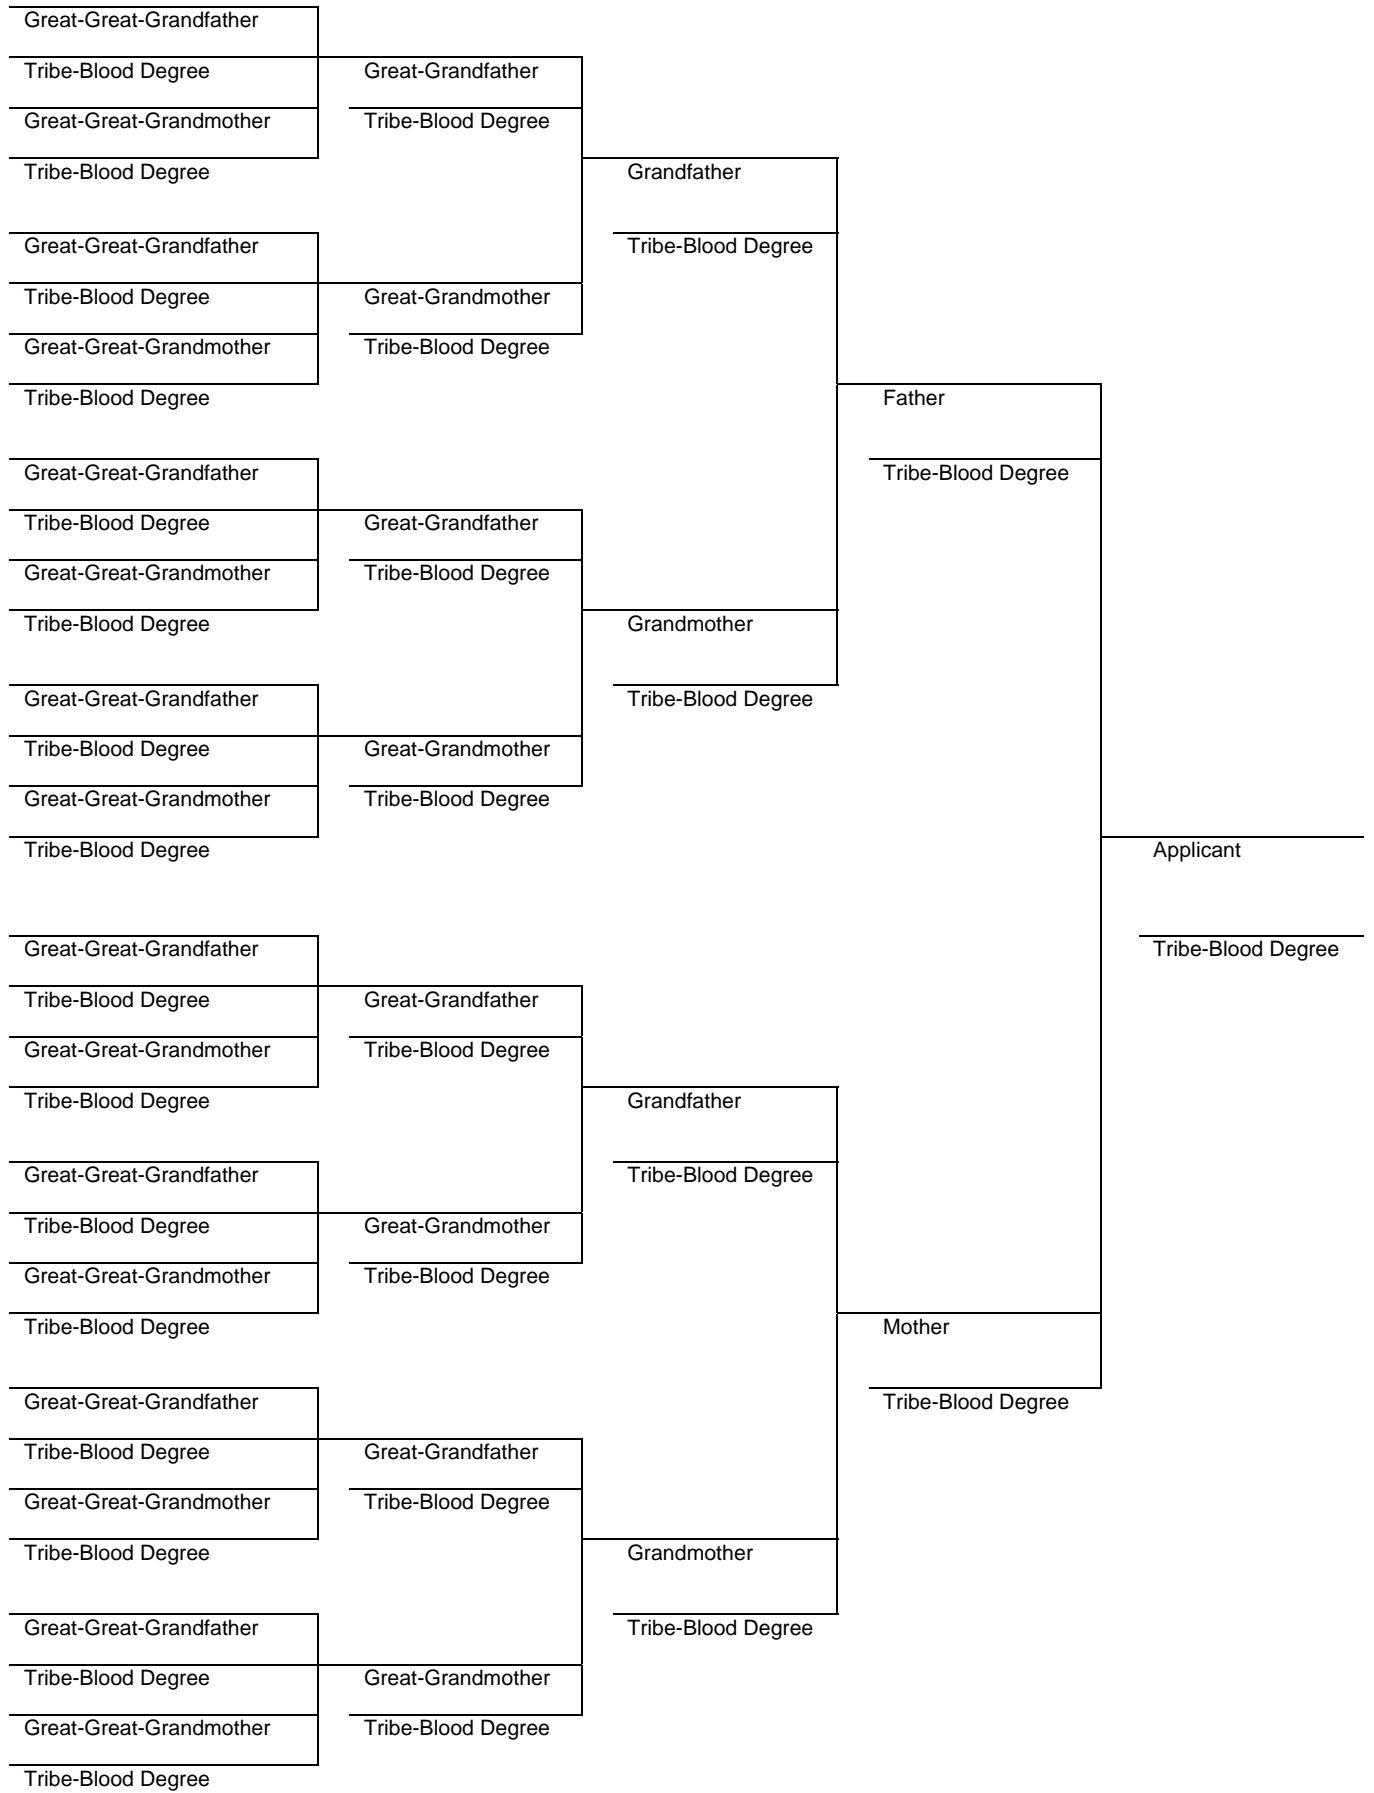 Great-Great-Grandfather
Tribe-Blood Degree
Great-Grandfather
Great-Great-Grandmother
Tribe-Blood Degree
Tribe-Blood Degree
Grandfather
Great-Great-Grandfather
Tribe-Blood Degree
Tribe-Blood Degree
Great-Grandmother
Great-Great-Grandmother
Tribe-Blood Degree
Tribe-Blood Degree
Father
Great-Great-Grandfather
Tribe-Blood Degree
Tribe-Blood Degree
Great-Grandfather
Great-Great-Grandmother
Tribe-Blood Degree
Tribe-Blood Degree
Grandmother
Great-Great-Grandfather
Tribe-Blood Degree
Tribe-Blood Degree
Great-Grandmother
Great-Great-Grandmother
Tribe-Blood Degree
Tribe-Blood Degree
Applicant
Great-Great-Grandfather
Tribe-Blood Degree
Tribe-Blood Degree
Great-Grandfather
Great-Great-Grandmother
Tribe-Blood Degree
Tribe-Blood Degree
Grandfather
Great-Great-Grandfather
Tribe-Blood Degree
Tribe-Blood Degree
Great-Grandmother
Great-Great-Grandmother
Tribe-Blood Degree
Tribe-Blood Degree
Mother
Great-Great-Grandfather
Tribe-Blood Degree
Tribe-Blood Degree
Great-Grandfather
Great-Great-Grandmother
Tribe-Blood Degree
Tribe-Blood Degree
Grandmother
Great-Great-Grandfather
Tribe-Blood Degree
Tribe-Blood Degree
Great-Grandmother
Great-Great-Grandmother
Tribe-Blood Degree
Tribe-Blood Degree